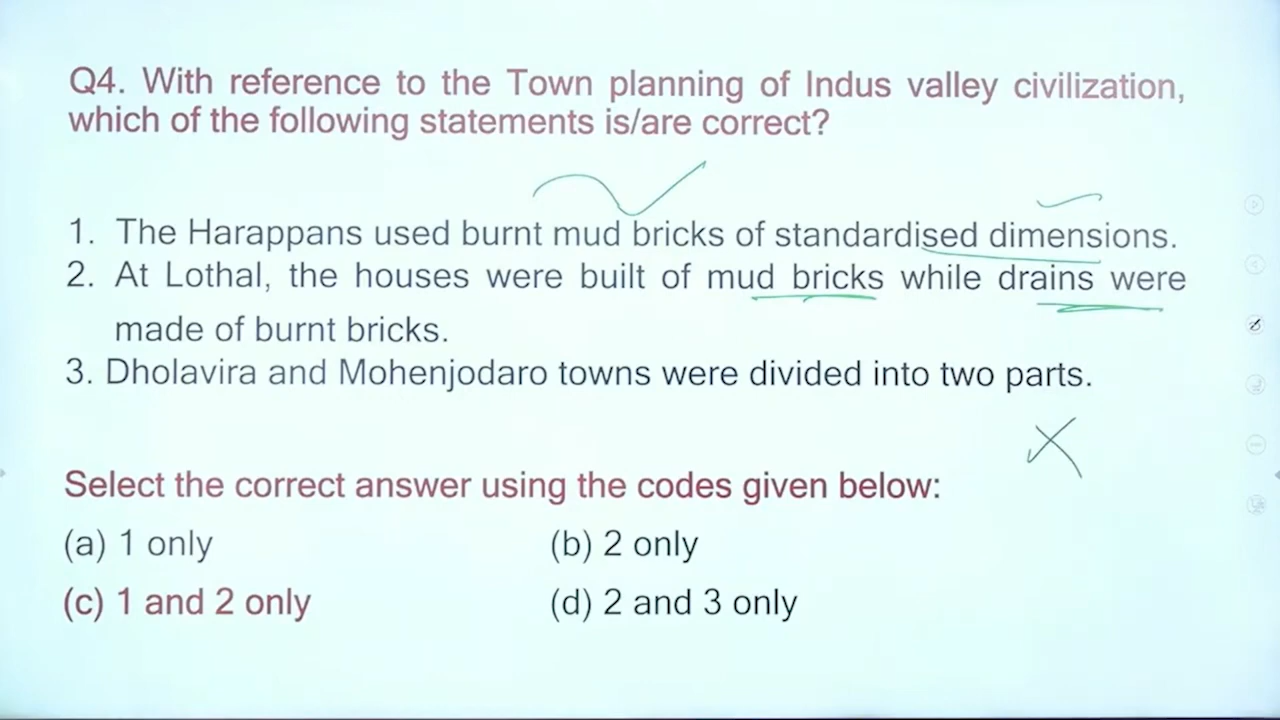 Q4. With reference to the Town planning of Indus valley civilization,
which of the following statements is/are correct?
1. The Harappans used burnt mud bricks of standardised dimensions.
2. At Lothal, the houses were built of mud bricks while drains were
made of burnt bricks.
3. Dholavira and Mohenjodaro towns were divided into two parts.
Select the correct answer using the codes given below:
(a) 1 only (b) 2 only
(c) 1 and 2 only (d) 2 and 3 only